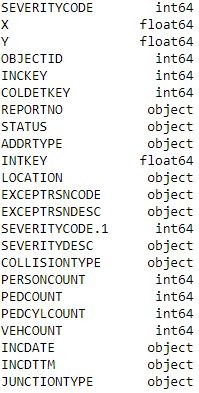 SEVERITYCODE int64
X float64
Y float64
OBJECTID int64
INCKEY int64
COLDETKEY int64
REPORTNO object
STATUS object
ADDRTYPE object
INTKEY float64
LOCATION object
EXCEPTRSNCODE object
EXCEPTRSNDESC object
SEVERITYCODE.1 int64
SEVERITYDESC object
COLLISIONTYPE object
PERSONCOUNT int64
PEDCOUNT int64
PEDCYLCOUNT int64
VEHCOUNT int64
INCDATE object
INCDTTM object
JUNCTIONTYPE object